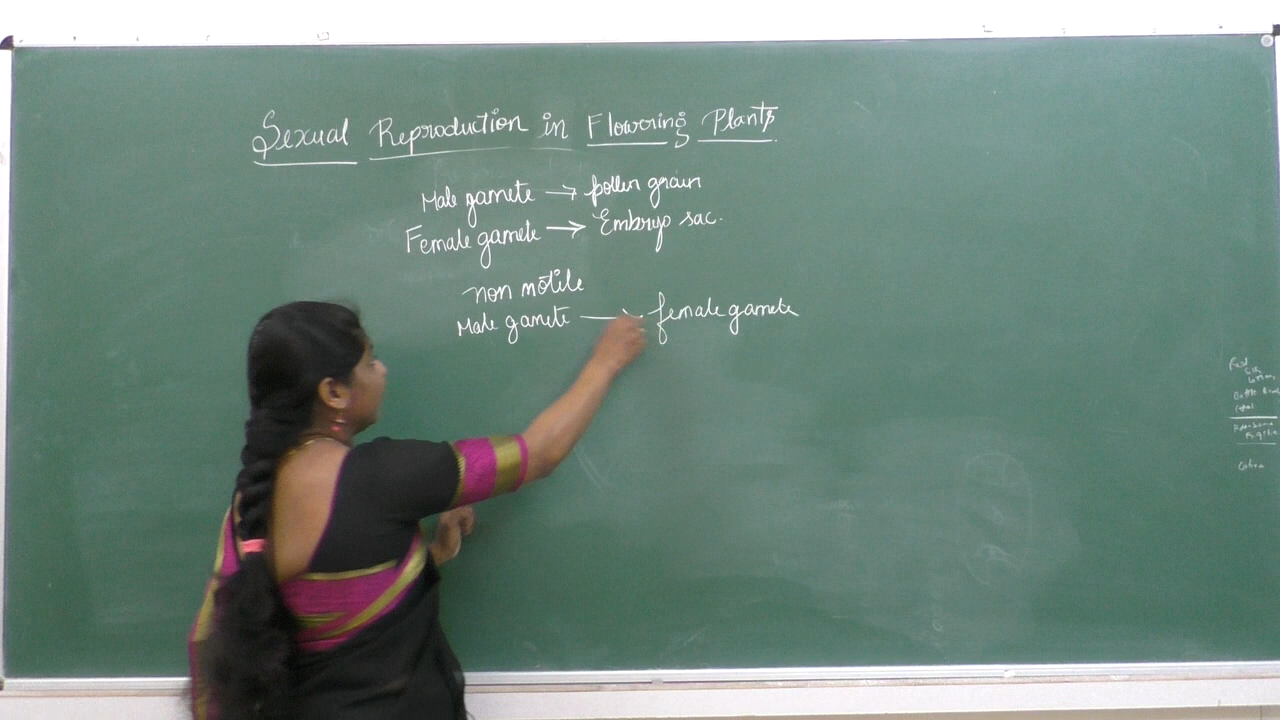 Sexual Reproduction in Flowering Plants
Male gamete → pollen grain
Female gamete → Embryo sac.
non motile
Male gamete → female gamete